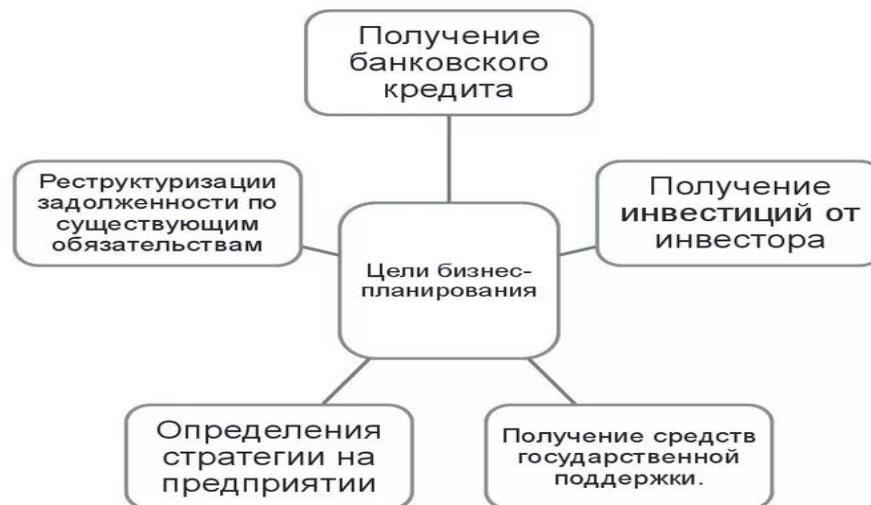 Получение
банковского
кредита
Реструктуризации
задолженности по
существующим
обязательствам
Получение
инвестиций от
инвестора
Цели бизнес-
планирования
Определения
стратегии на
предприятии
Получение средств
государственной
поддержки.